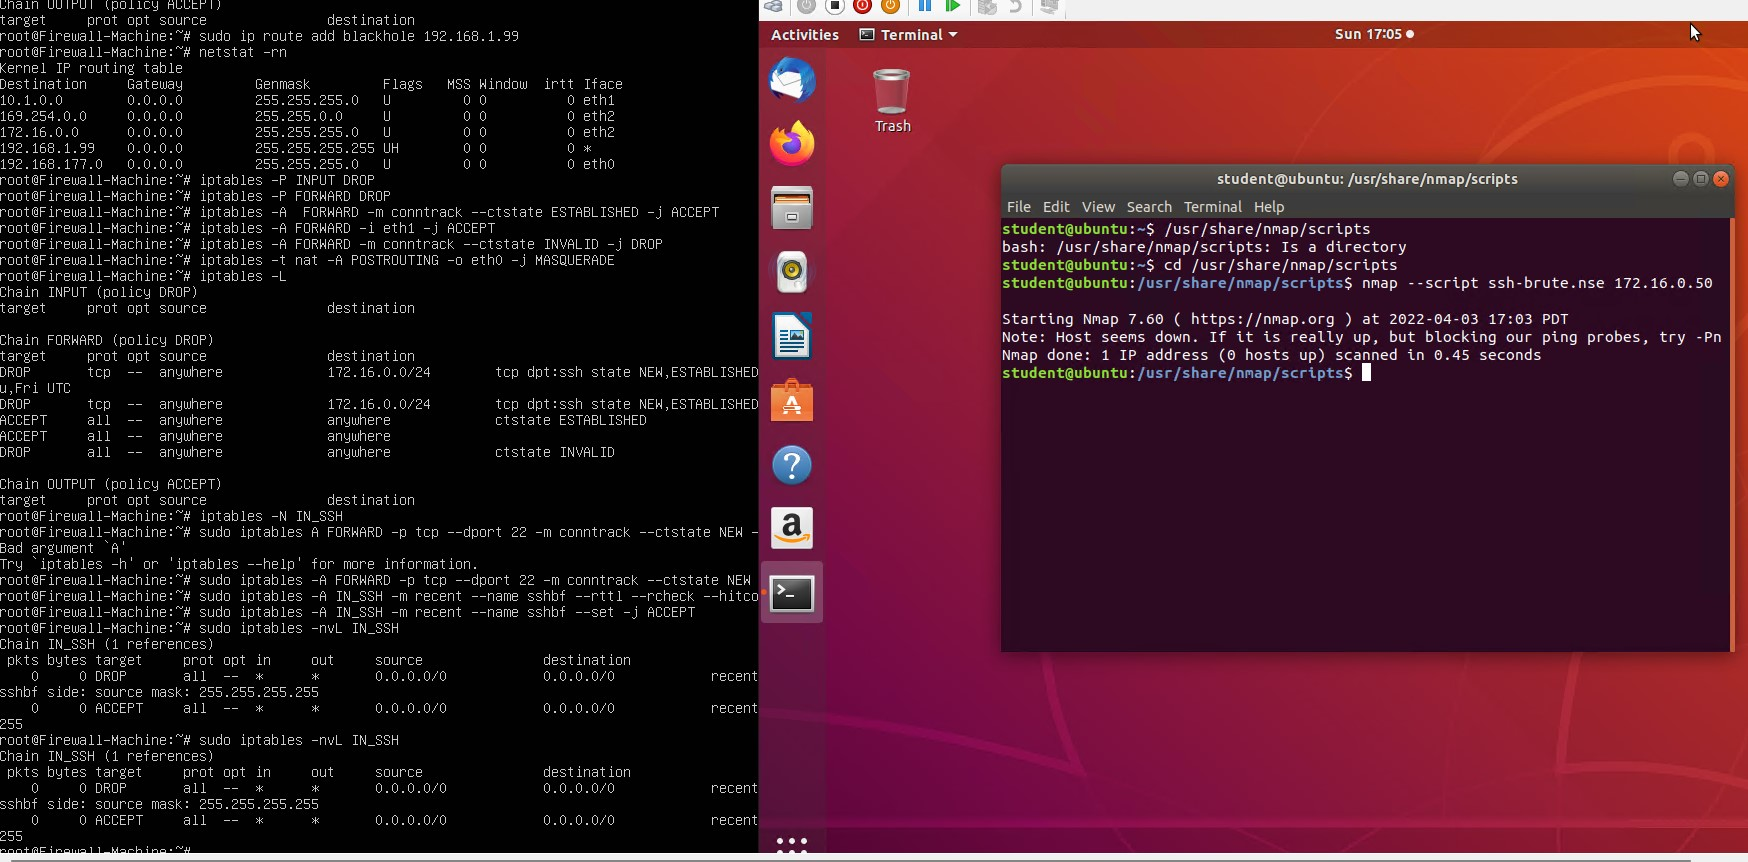 Chain OUTPUT (policy ACCEPT)
target     prot opt source               destination
root@Firewall-Machine:~# sudo ip route add blackhole 192.168.1.99
root@Firewall-Machine:~# netstat -rn
Kernel IP routing table
Destination     Gateway         Genmask         Flags   MSS Window  irtt Iface
10.1.0.0        0.0.0.0         255.255.255.0   U         0 0          0 eth1
169.254.0.0     0.0.0.0         255.255.0.0     U         0 0          0 eth2
172.16.0.0      0.0.0.0         255.255.255.0   U         0 0          0 eth2
192.168.1.99    0.0.0.0         255.255.255.255 UH        0 0          0 *
192.168.177.0   0.0.0.0         255.255.255.0   U         0 0          0 eth0
root@Firewall-Machine:~# iptables -P INPUT DROP
root@Firewall-Machine:~# iptables -P FORWARD DROP
root@Firewall-Machine:~# iptables -A  FORWARD -m conntrack --ctstate ESTABLISHED -j ACCEPT
root@Firewall-Machine:~# iptables -A FORWARD -i eth1 -j ACCEPT
root@Firewall-Machine:~# iptables -A FORWARD -m conntrack --ctstate INVALID -j DROP
root@Firewall-Machine:~# iptables -t nat -A POSTROUTING -o eth0 -j MASQUERADE
root@Firewall-Machine:~# iptables -L
Chain INPUT (policy DROP)
target     prot opt source               destination
Chain FORWARD (policy DROP)
target     prot opt source               destination
DROP       tcp  --  anywhere             172.16.0.0/24        tcp dpt:ssh state NEW,ESTABLISHED
u,Fri UTC
DROP       tcp  --  anywhere             172.16.0.0/24        tcp dpt:ssh state NEW,ESTABLISHED
ACCEPT     all  --  anywhere             anywhere             ctstate ESTABLISHED
ACCEPT     all  --  anywhere             anywhere
DROP       all  --  anywhere             anywhere             ctstate INVALID
Chain OUTPUT (policy ACCEPT)
target     prot opt source               destination
root@Firewall-Machine:~# iptables -N IN_SSH
root@Firewall-Machine:~# sudo iptables A FORWARD -p tcp --dport 22 -m conntrack --ctstate NEW -
Bad argument `A'
Try `iptables -h' or 'iptables --help' for more information.
root@Firewall-Machine:~# sudo iptables -A FORWARD -p tcp --dport 22 -m conntrack --ctstate NEW
root@Firewall-Machine:~# sudo iptables -A IN_SSH -m recent --name sshbf --rttl --rcheck --hitco
root@Firewall-Machine:~# sudo iptables -A IN_SSH -m recent --name sshbf --set -j ACCEPT
root@Firewall-Machine:~# sudo iptables -nvL IN_SSH
Chain IN_SSH (1 references)
 pkts bytes target     prot opt in     out     source               destination
    0     0 DROP       all  --  *      *       0.0.0.0/0            0.0.0.0/0            recent
sshbf side: source mask: 255.255.255.255
    0     0 ACCEPT     all  --  *      *       0.0.0.0/0            0.0.0.0/0            recent
255
root@Firewall-Machine:~# sudo iptables -nvL IN_SSH
Chain IN_SSH (1 references)
 pkts bytes target     prot opt in     out     source               destination
    0     0 DROP       all  --  *      *       0.0.0.0/0            0.0.0.0/0            recent
sshbf side: source mask: 255.255.255.255
    0     0 ACCEPT     all  --  *      *       0.0.0.0/0            0.0.0.0/0            recent
255
root@Firewall-Machine:~#
Activities Terminal Sun 17:05
Trash
student@ubuntu: /usr/share/nmap/scripts
File Edit View Search Terminal Help
student@ubuntu:~$ /usr/share/nmap/scripts
bash: /usr/share/nmap/scripts: Is a directory
student@ubuntu:~$ cd /usr/share/nmap/scripts
student@ubuntu:/usr/share/nmap/scripts$ nmap --script ssh-brute.nse 172.16.0.50
Starting Nmap 7.60 ( https://nmap.org ) at 2022-04-03 17:03 PDT
Note: Host seems down. If it is really up, but blocking our ping probes, try -Pn
Nmap done: 1 IP address (0 hosts up) scanned in 0.45 seconds
student@ubuntu:/usr/share/nmap/scripts$